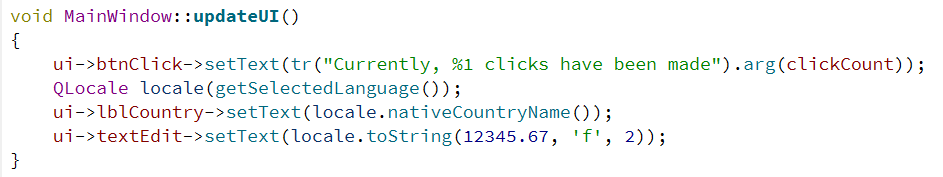 void MainWindow::updateUI()
{
    ui->btnClick->setText(tr("Currently, %1 clicks have been made").arg(clickCount));
    QLocale locale(getSelectedLanguage());
    ui->lblCountry->setText(locale.nativeCountryName());
    ui->textEdit->setText(locale.toString(12345.67, 'f', 2));
}